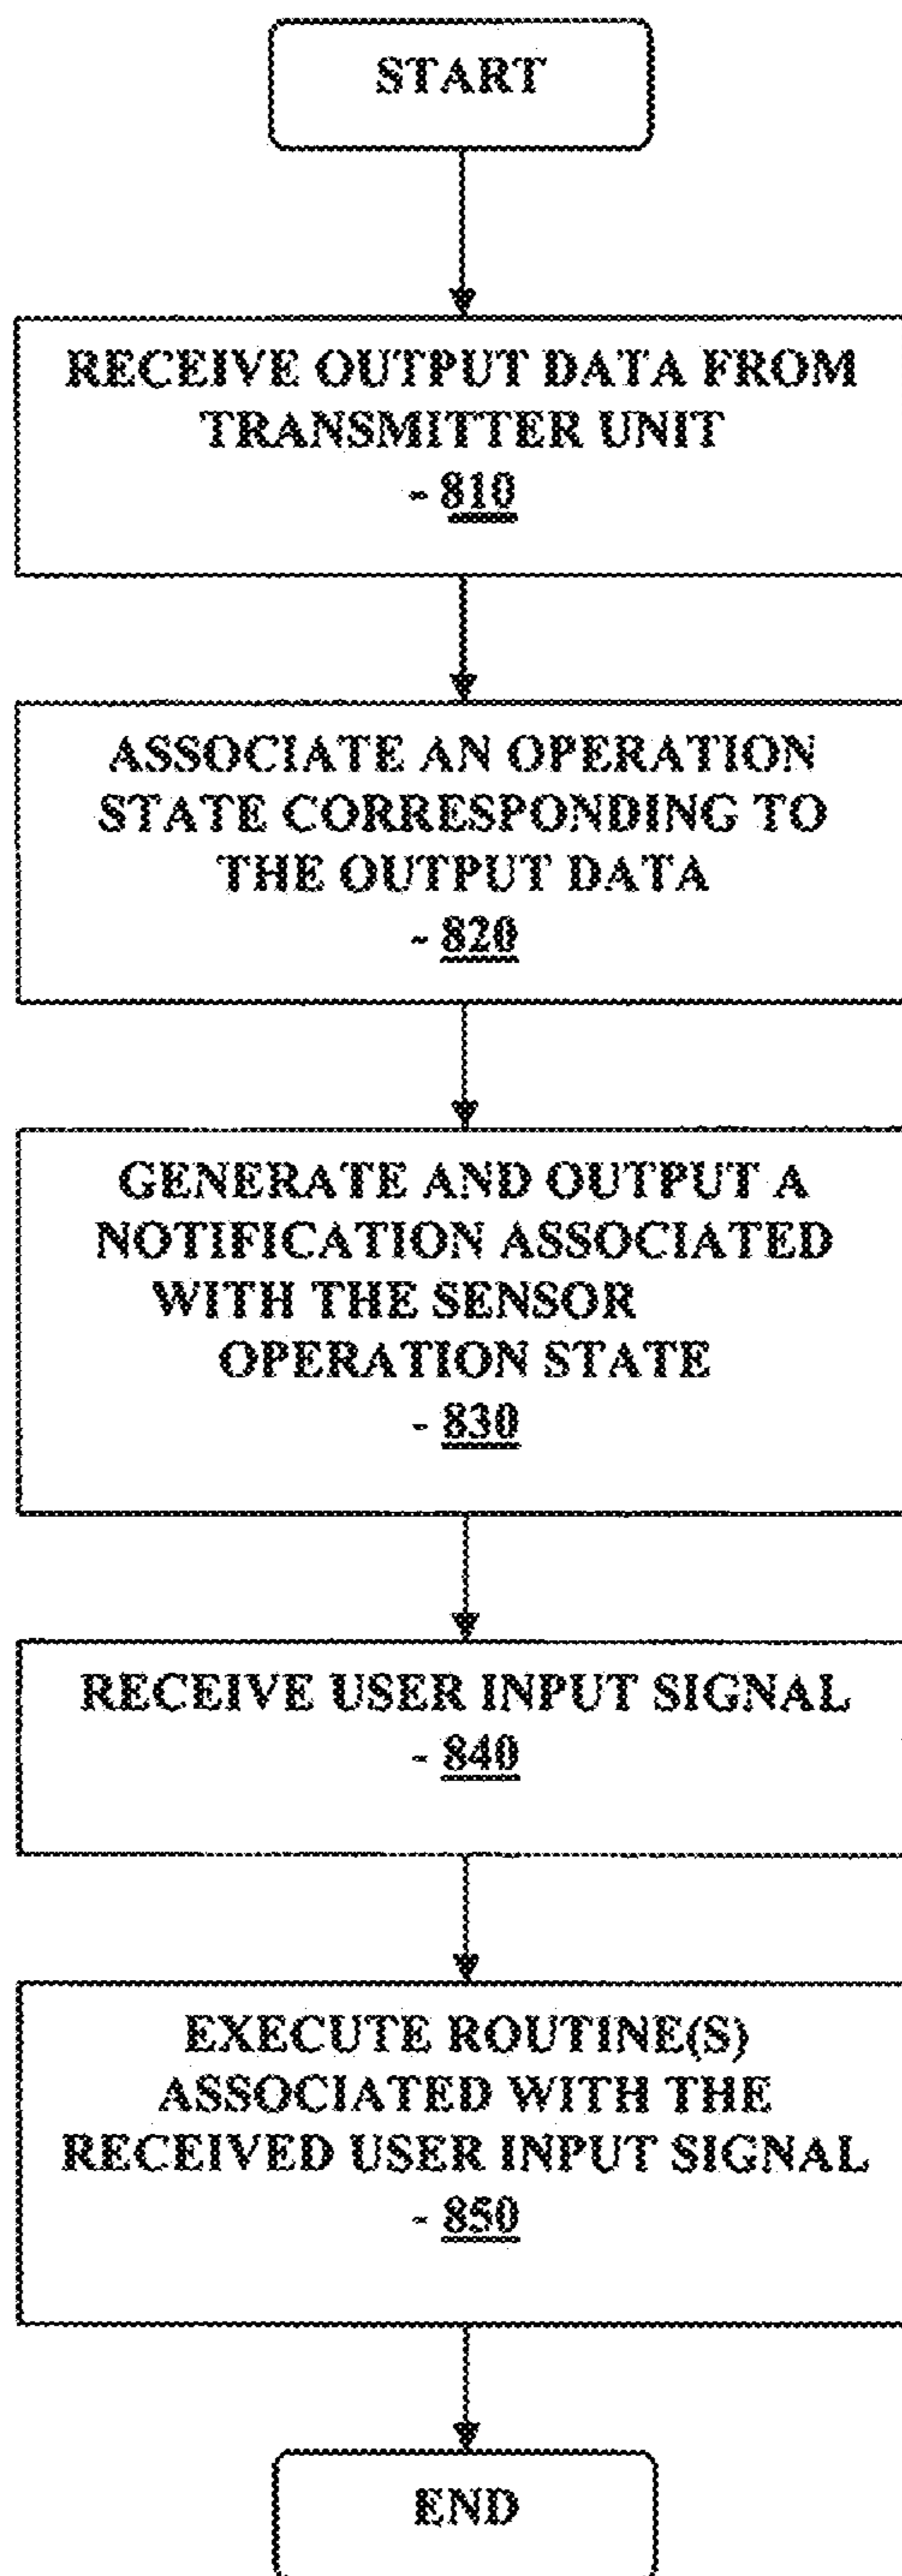 START
RECEIVE OUTPUT DATA FROM
TRANSMITTER UNIT
- 810
ASSOCIATE AN OPERATION
STATE CORRESPONDING TO
THE OUTPUT DATA
- 820
GENERATE AND OUTPUT A
NOTIFICATION ASSOCIATED
WITH THE SENSOR
OPERATION STATE
- 830
RECEIVE USER INPUT SIGNAL
- 840
EXECUTE ROUTINE(S)
ASSOCIATED WITH THE
RECEIVED USER INPUT SIGNAL
- 850
END